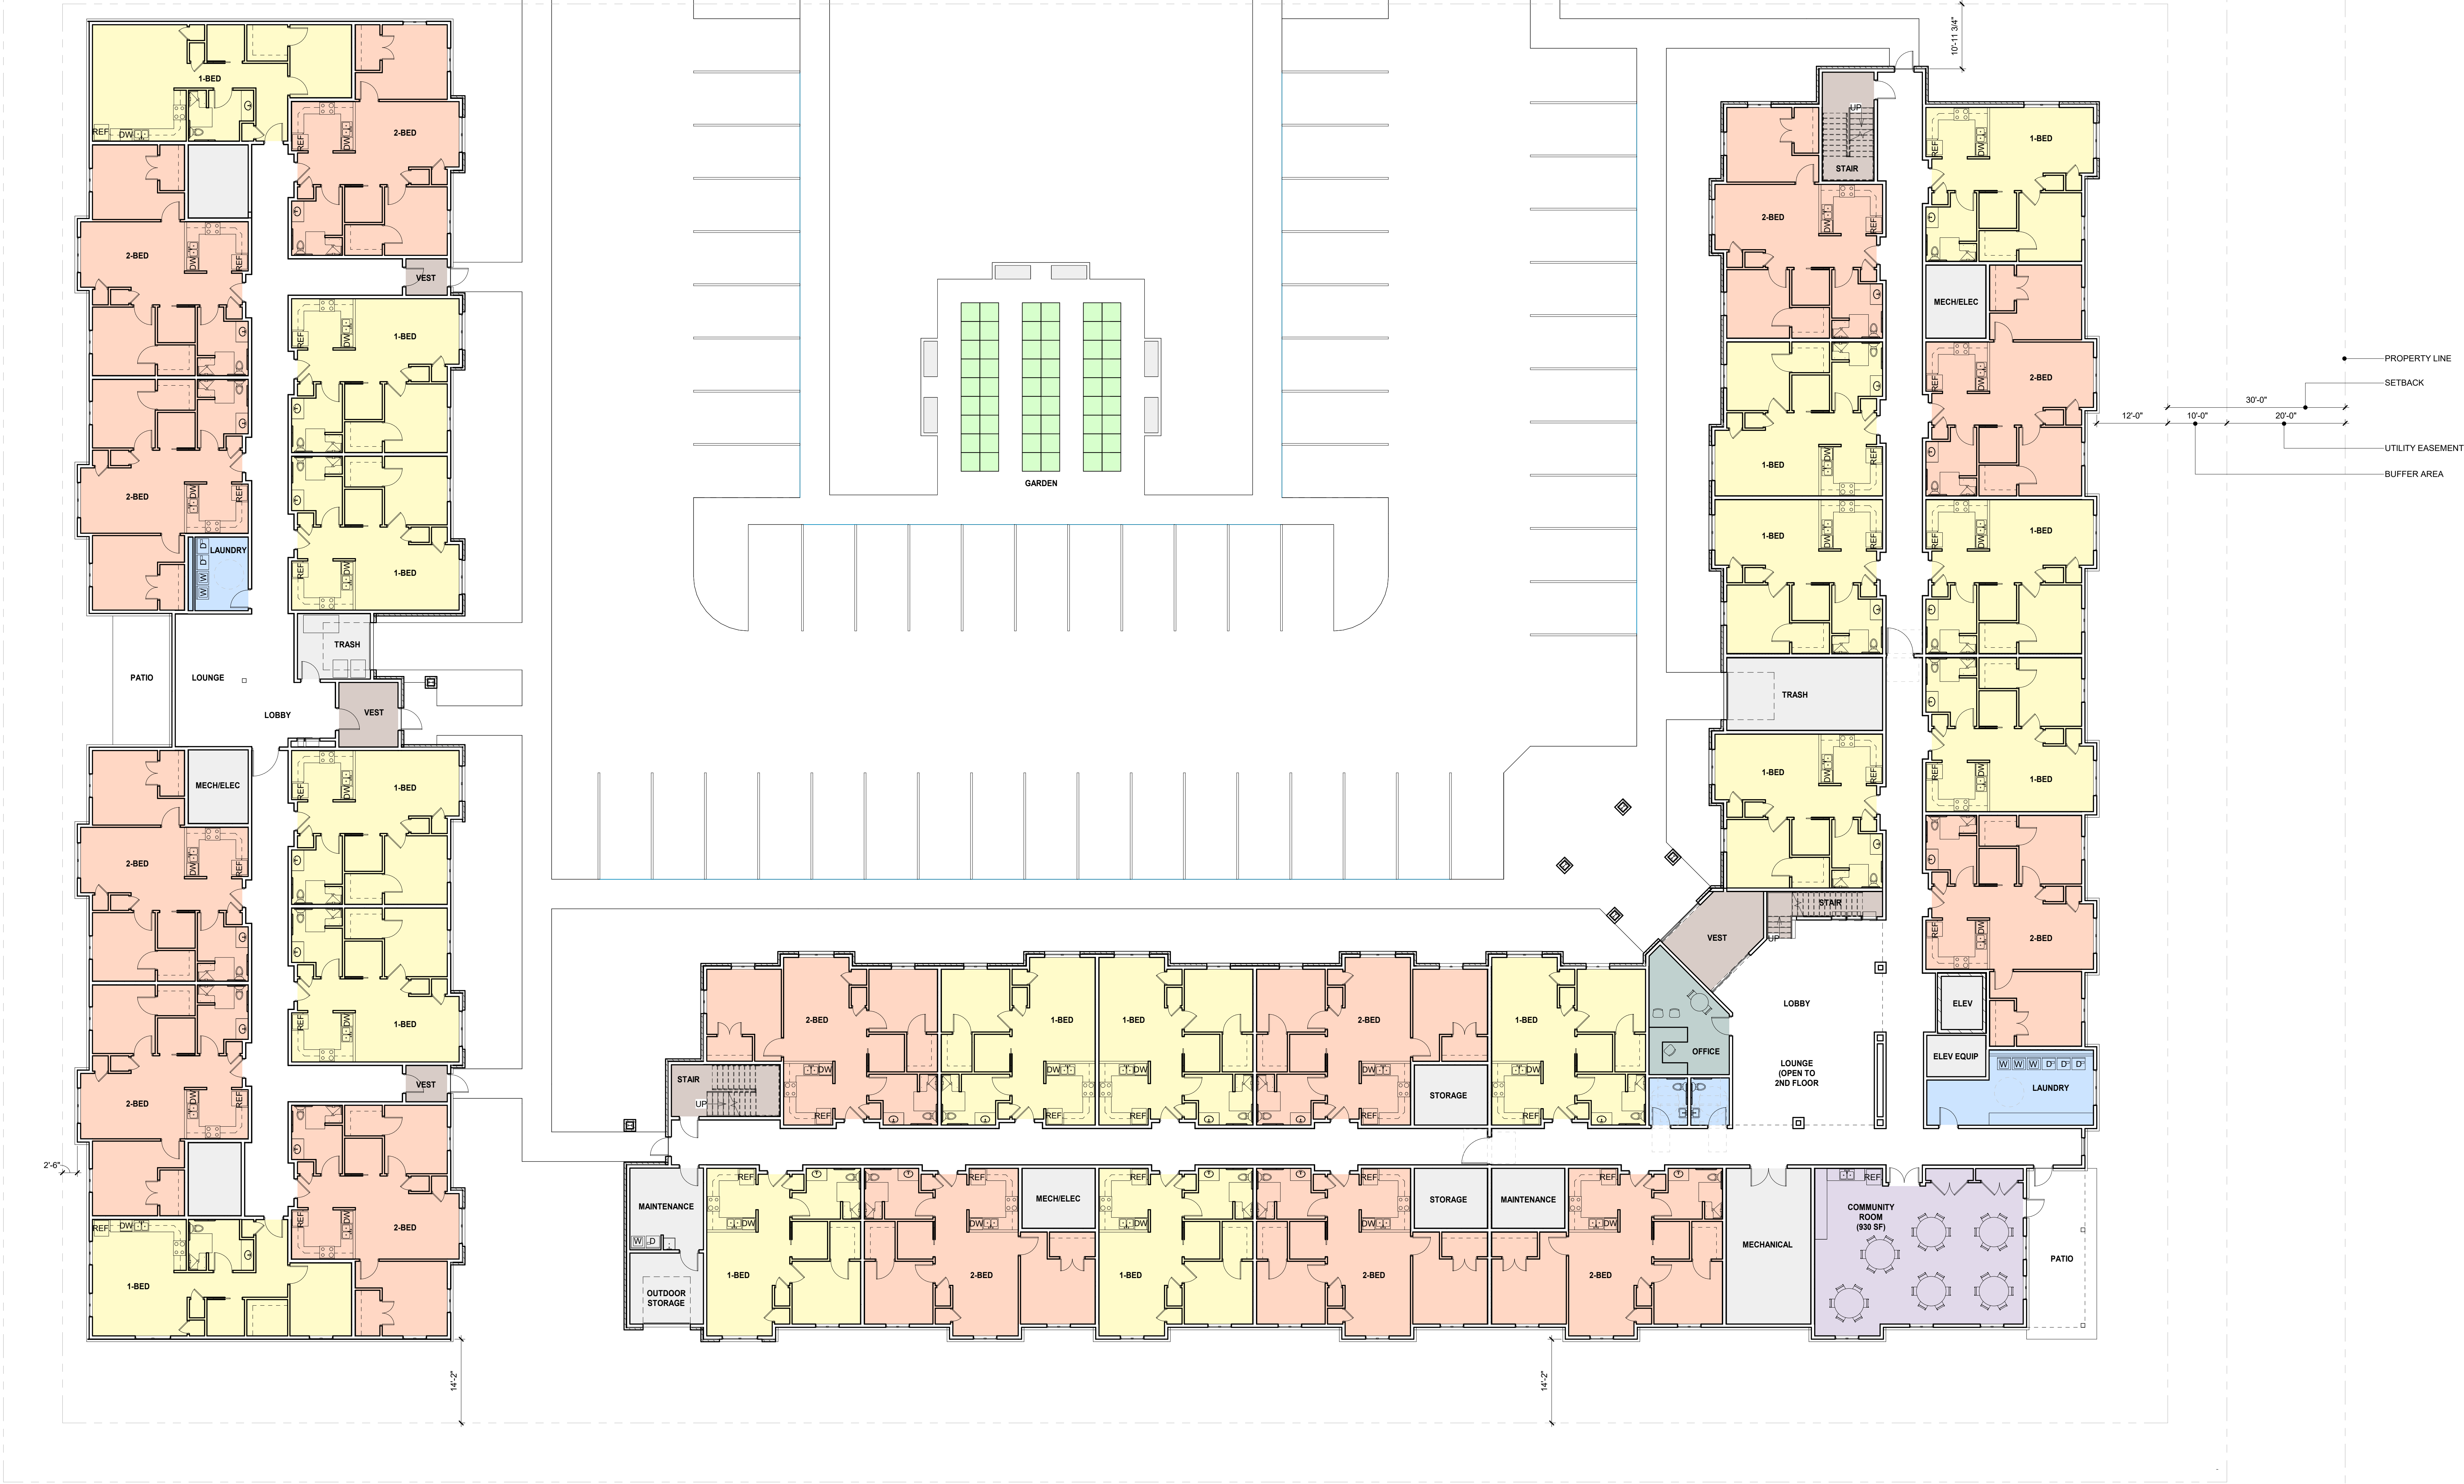 10'-11 3/4"
1-BED
REF
DW
2-BED
REF
DW
2-BED
DW
REF
VEST
1-BED
REF
DW
2-BED
DW
REF
1-BED
REF
DW
LAUNDRY
W
W
D
D
TRASH
PATIO
LOUNGE
LOBBY
VEST
MECH/ELEC
1-BED
REF
DW
2-BED
DW
REF
1-BED
REF
DW
VEST
2-BED
DW
REF
2'-6"
2-BED
REF
DW
1-BED
REF
DW
14'-2"
GARDEN
UP
STAIR
2-BED
DW
REF
1-BED
REF
DW
MECH/ELEC
2-BED
REF
DW
1-BED
DW
REF
1-BED
DW
REF
1-BED
REF
DW
TRASH
1-BED
REF
DW
1-BED
DW
REF
STAIR
UP
VEST
2-BED
REF
DW
LOBBY
ELEV
ELEV EQUIP
LOUNGE
(OPEN TO
2ND FLOOR
OFFICE
W
W
W
D
D
D
LAUNDRY
PROPERTY LINE
SETBACK
30'-0"
12'-0"
10'-0"
20'-0"
UTILITY EASEMENT
BUFFER AREA
STAIR
UP
2-BED
DW
REF
1-BED
DW
REF
1-BED
DW
REF
2-BED
DW
REF
STORAGE
1-BED
DW
REF
MAINTENANCE
W
D
OUTDOOR
STORAGE
REF
DW
1-BED
REF
DW
2-BED
MECH/ELEC
REF
DW
1-BED
REF
DW
2-BED
STORAGE
MAINTENANCE
REF
DW
2-BED
MECHANICAL
REF
COMMUNITY
ROOM
(930 SF)
PATIO
14'-2"